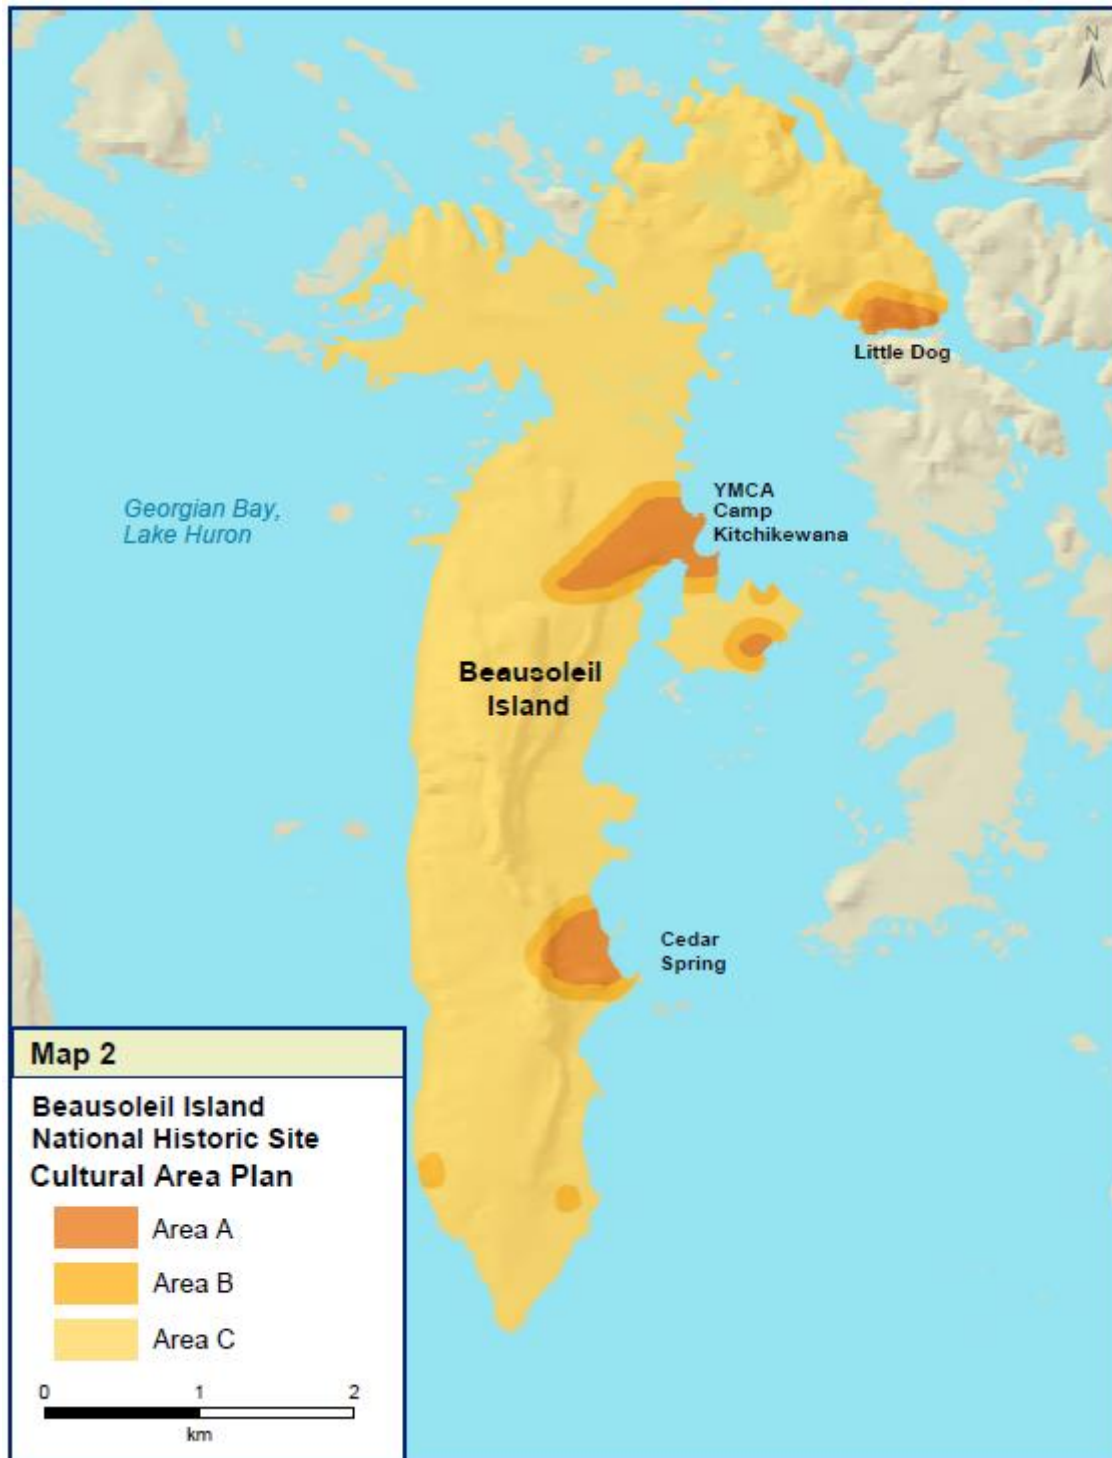 N
Little Dog
YMCA
Camp
Kitchikewana
Georgian Bay,
Lake Huron
Beausoleil
Island
Cedar
Spring
Map 2
Beausoleil Island
National Historic Site
Cultural Area Plan
Area A
Area B
Area C
0 1 2
km